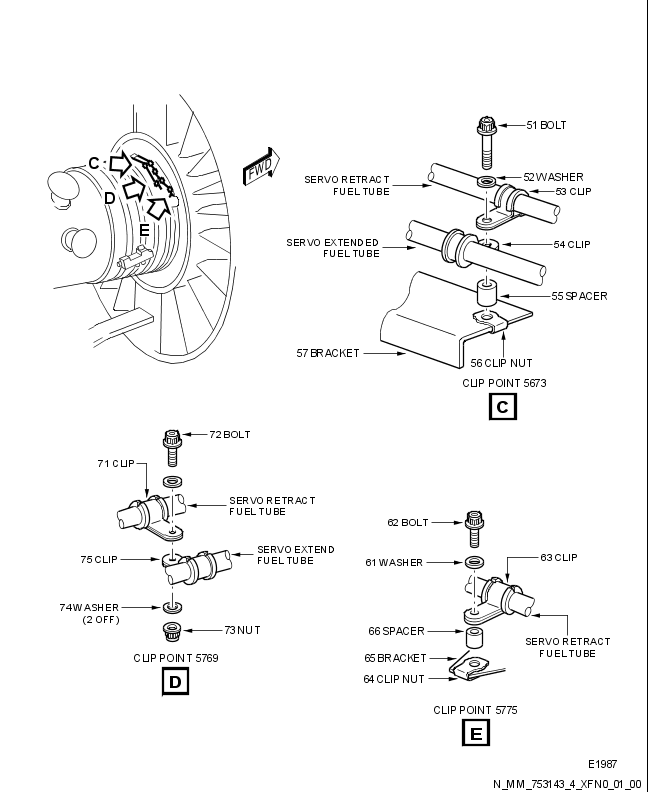 C
D
E
FWD
51 BOLT
52 WASHER
SERVO RETRACT
FUEL TUBE
53 CLIP
SERVO EXTENDED
FUEL TUBE
54 CLIP
55 SPACER
57 BRACKET
56 CLIP NUT
CLIP POINT 5673
C
72 BOLT
71 CLIP
SERVO RETRACT
FUEL TUBE
75 CLIP
SERVO EXTEND
FUEL TUBE
74 WASHER
(2 OFF)
73 NUT
CLIP POINT 5769
D
62 BOLT
61 WASHER
63 CLIP
66 SPACER
SERVO RETRACT
FUEL TUBE
65 BRACKET
64 CLIP NUT
CLIP POINT 5775
E
E1987
N_MM_753143_4_XFN0_01_00